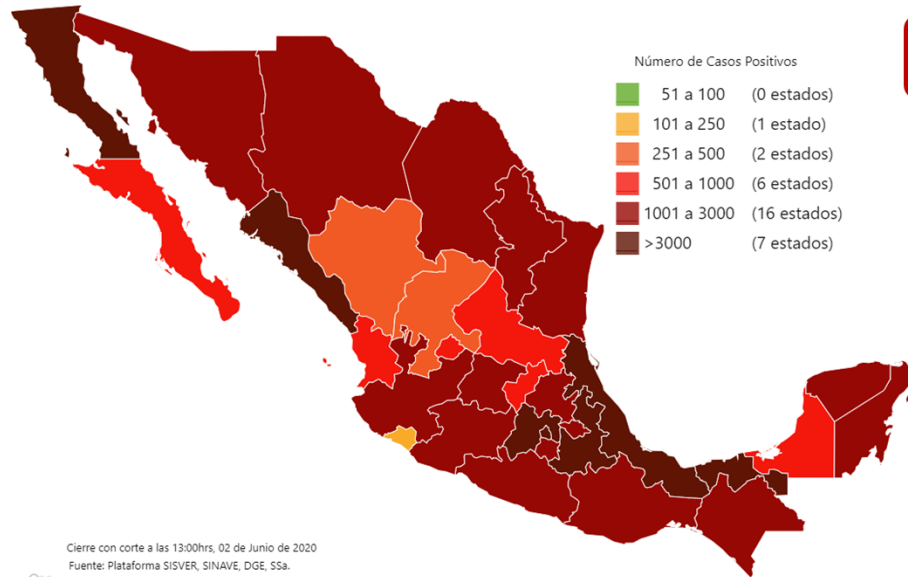 Número de Casos Positivos
51 a 100 (0 estados)
101 a 250 (1 estado)
251 a 500 (2 estados)
501 a 1000 (6 estados)
1001 a 3000 (16 estados)
>3000 (7 estados)
Cierre con corte a las 13:00hrs, 02 de Junio de 2020
Fuente: Plataforma SISVER, SINAVE, DGE, SSa.